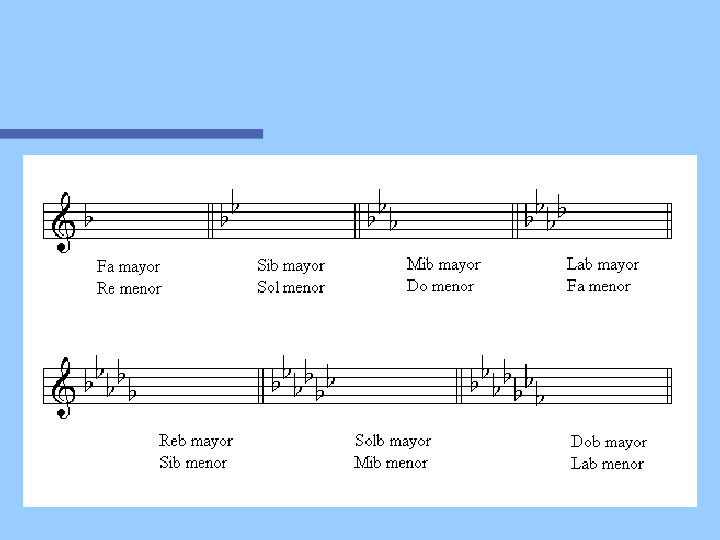 Fa mayor
Re menor
Sib mayor
Sol menor
Mib mayor
Do menor
Lab mayor
Fa menor
Reb mayor
Sib menor
Solb mayor
Mib menor
Dob mayor
Lab menor